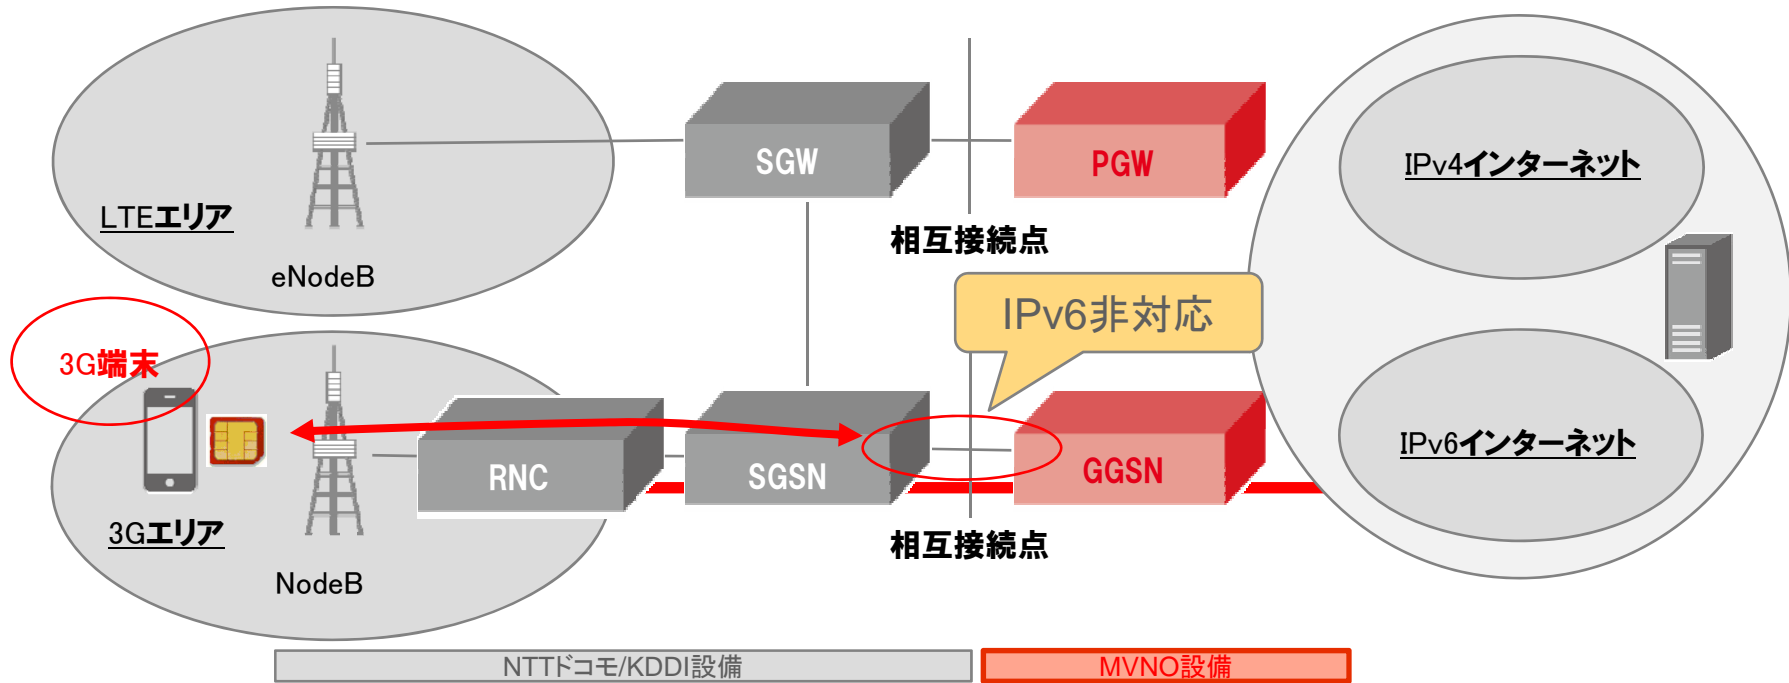 SGW
PGW
IPv4インターネット
LTEエリア
相互接続点
eNodeB
IPv6非対応
3G端末
IPv6インターネット
RNC
SGSN
GGSN
3Gエリア
相互接続点
NodeB
NTTドコモ/KDDI設備
MVNO設備